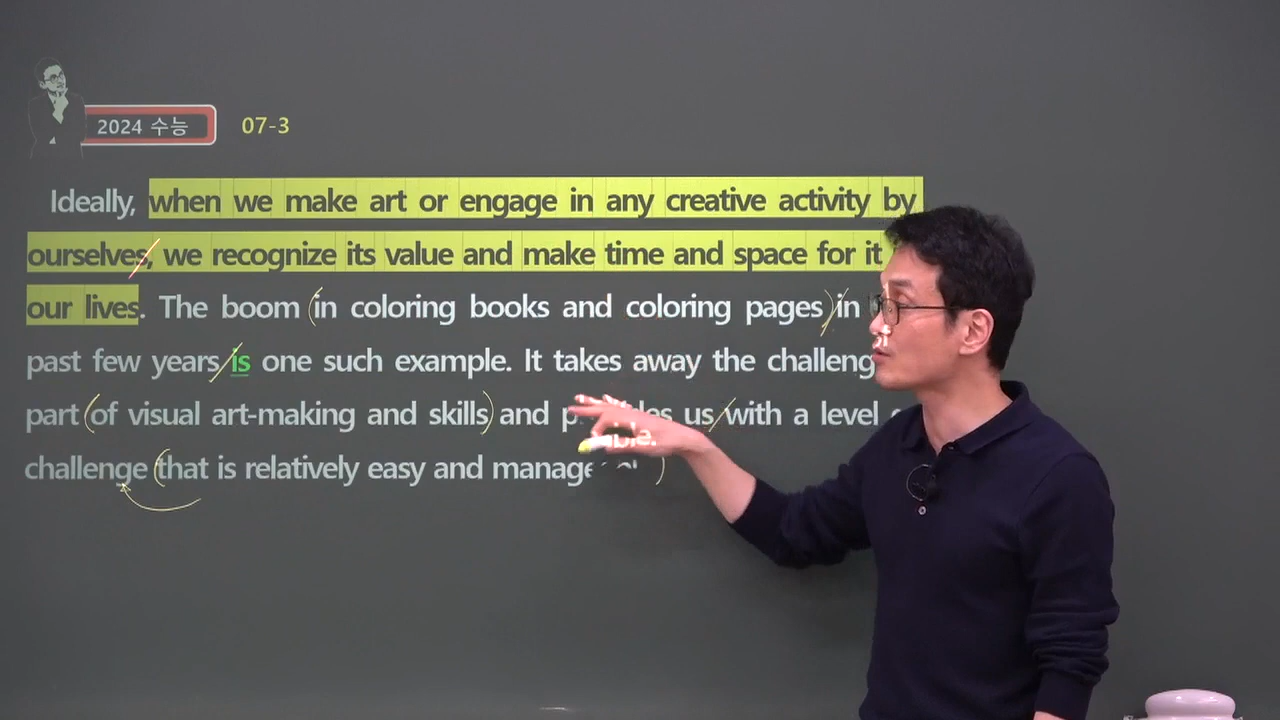 2024 수능 07-3
Ideally, when we make art or engage in any creative activity by
ourselves, we recognize its value and make time and space for it
our lives. The boom (in coloring books and coloring pages) in
past few years is one such example. It takes away the
part (of visual art-making and skills) and us with a level
challenge (that is relatively easy and )